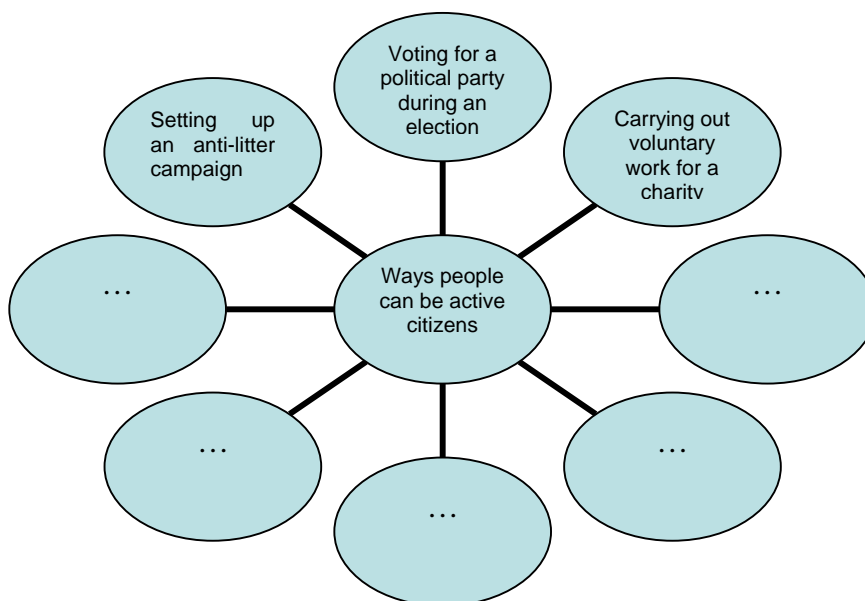 Voting for a
political party
during an
election
Setting up
an anti-litter
campaign
Carrying out
voluntary
work for a
charity
…
Ways people
can be active
citizens
…
…
…
…